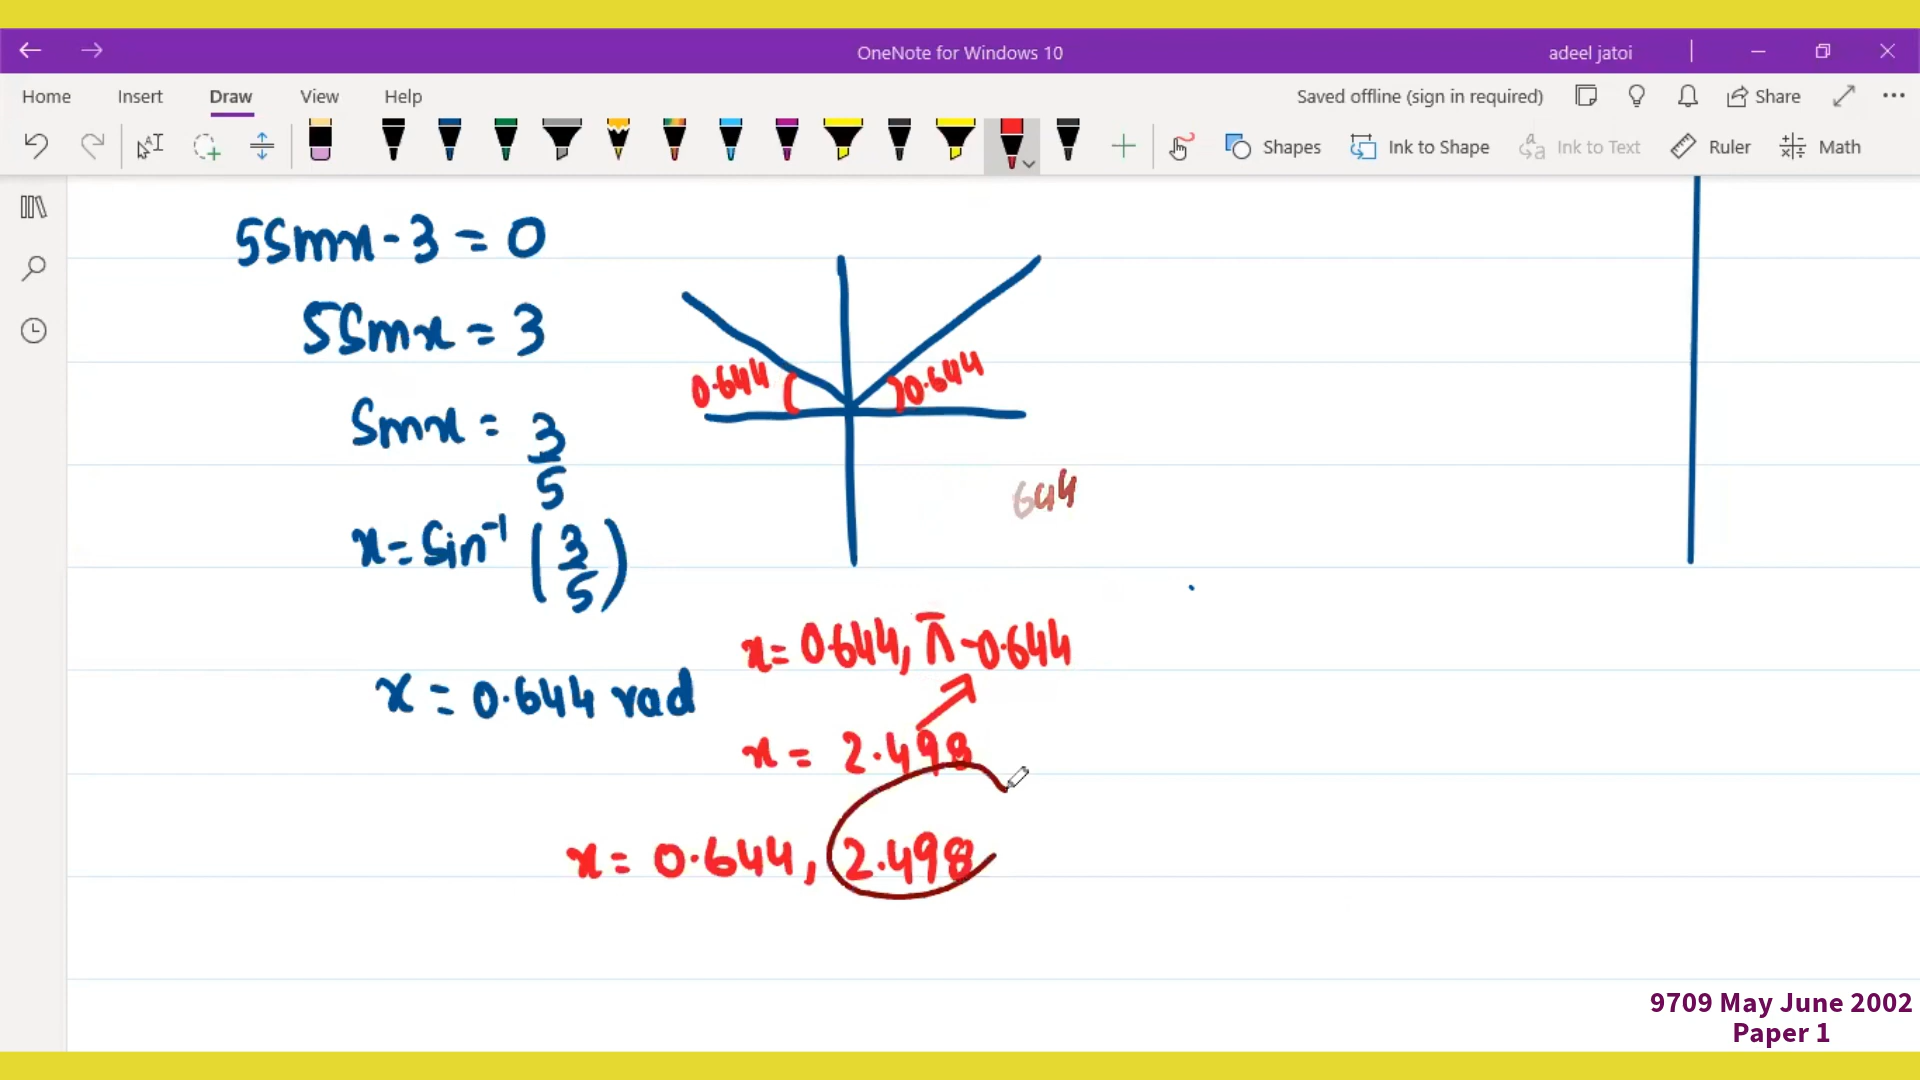 OneNote for Windows 10
adeel jatoi
Home Insert Draw View Help
Saved offline (sign in required) Share
Shapes Ink to Shape Ink to Text Ruler Math
5Sinx - 3 = 0
5Sinx = 3
Sinx = 3/5
x = Sin⁻¹ (3/5)
x = 0.644 rad
0.644 0.644
644
x = 0.644, π - 0.644
x = 2.498
x = 0.644, 2.498
9709 May June 2002
Paper 1